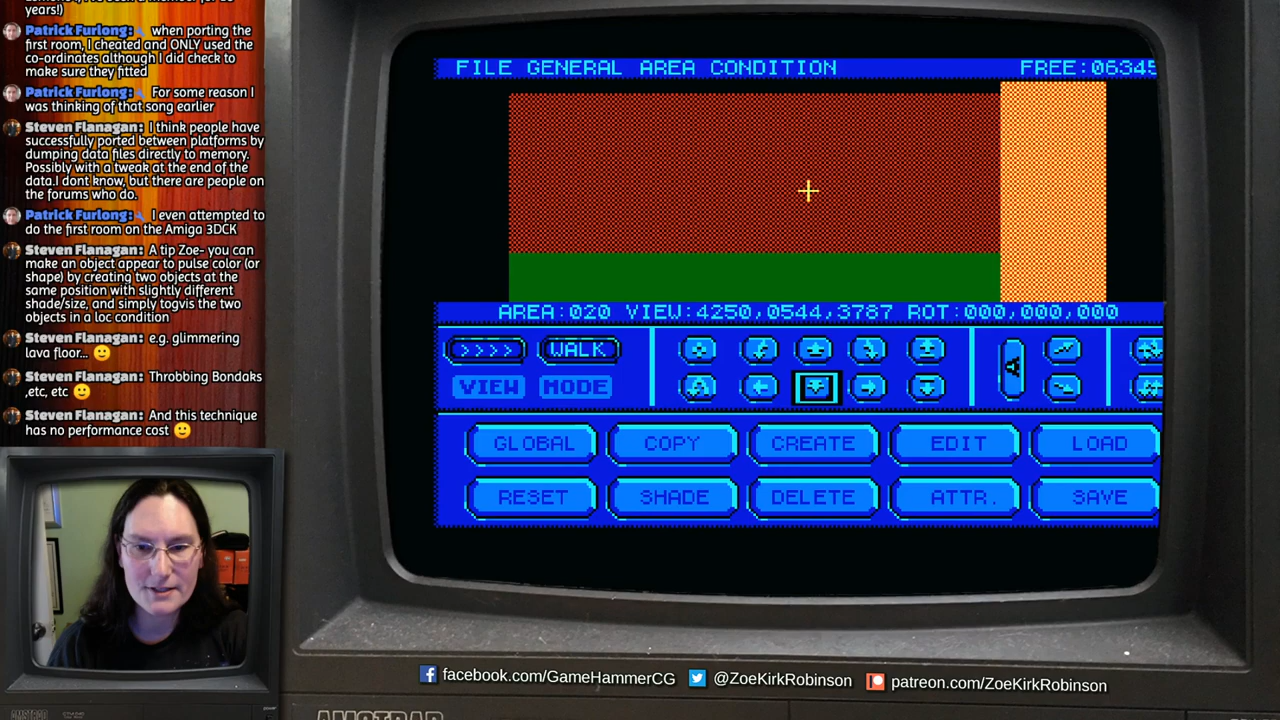 years!)
Patrick Furlong: when porting the
first room, I cheated and ONLY used the
co-ordinates although I did check to
make sure they fitted
Patrick Furlong: For some reason I
was thinking of that song earlier
Steven Flanagan: I think people have
successfully ported between platforms by
dumping data files directly to memory.
Possibly with a tweak at the end of the
data.I dont know, but there are people on
the forums who do.
Patrick Furlong: I even attempted to
do the first room on the Amiga 3DCK
Steven Flanagan: A tip Zoe- you can
make an object appear to pulse color (or
shape) by creating two objects at the
same position with slightly different
shade/size, and simply togvis the two
objects in a loc condition
Steven Flanagan: e.g. glimmering
lava floor... 🙂
Steven Flanagan: Throbbing Bondaks
,etc, etc 🙂
Steven Flanagan: And this technique
has no performance cost 🙂
FILE GENERAL AREA CONDITION FREE:06345
AREA:020 VIEW:4250,0544,3787 ROT:000,000,000
>>>> WALK
VIEW MODE
A
GLOBAL COPY CREATE EDIT LOAD
RESET SHADE DELETE ATTR. SAVE
facebook.com/GameHammerCG @ZoeKirkRobinson patreon.com/ZoeKirkRobinson
AMSTRAD